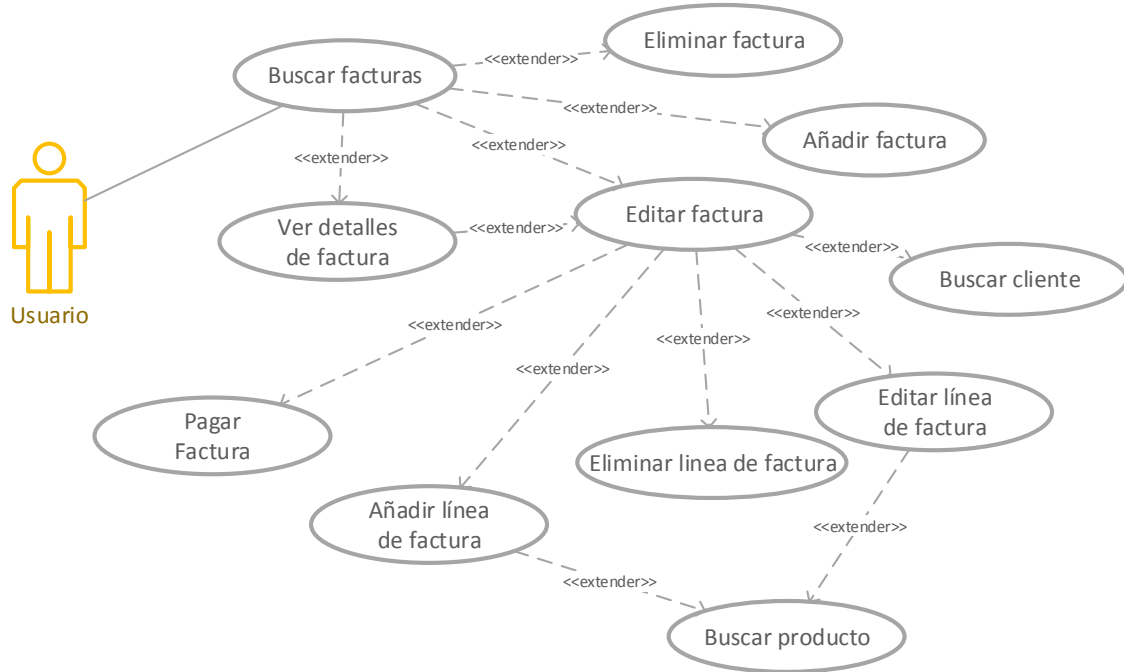 Eliminar factura
<<extender>>
Buscar facturas
<<extender>>
Añadir factura
<<extender>>
<<extender>>
Editar factura
Ver detalles
de factura
<<extender>>
<<extender>>
Buscar cliente
Usuario
<<extender>>
<<extender>>
<<extender>>
<<extender>>
Pagar
Factura
Editar línea
de factura
Eliminar linea de factura
Añadir línea
de factura
<<extender>>
<<extender>>
Buscar producto